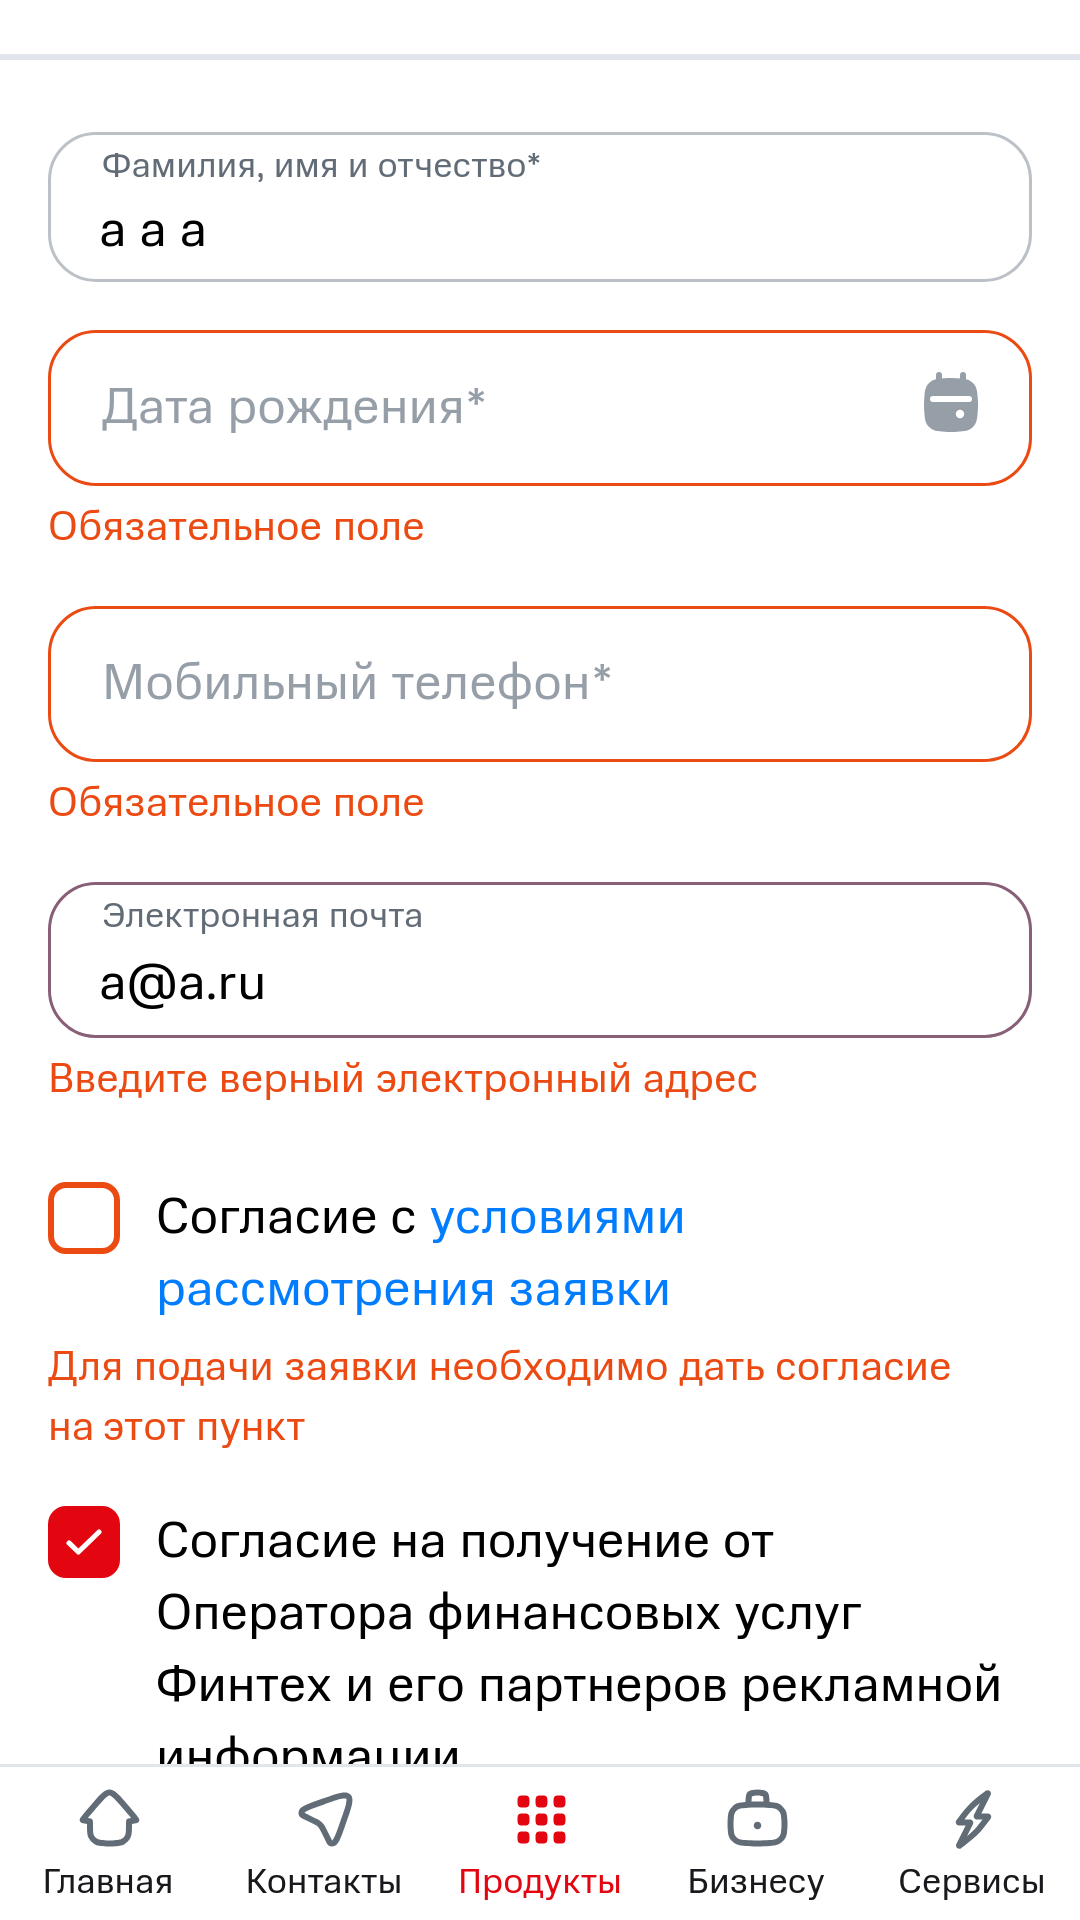 Фамилия, имя и отчество*
а а а
Дата рождения*
Обязательное поле
Мобильный телефон*
Обязательное поле
Электронная почта
a@a.ru
Введите верный электронный адрес
Согласие с условиями
рассмотрения заявки
Для подачи заявки необходимо дать согласие
на этот пункт
Согласие на получение от
Оператора финансовых услуг
Финтех и его партнеров рекламной
информации
Главная Контакты Продукты Бизнесу Сервисы